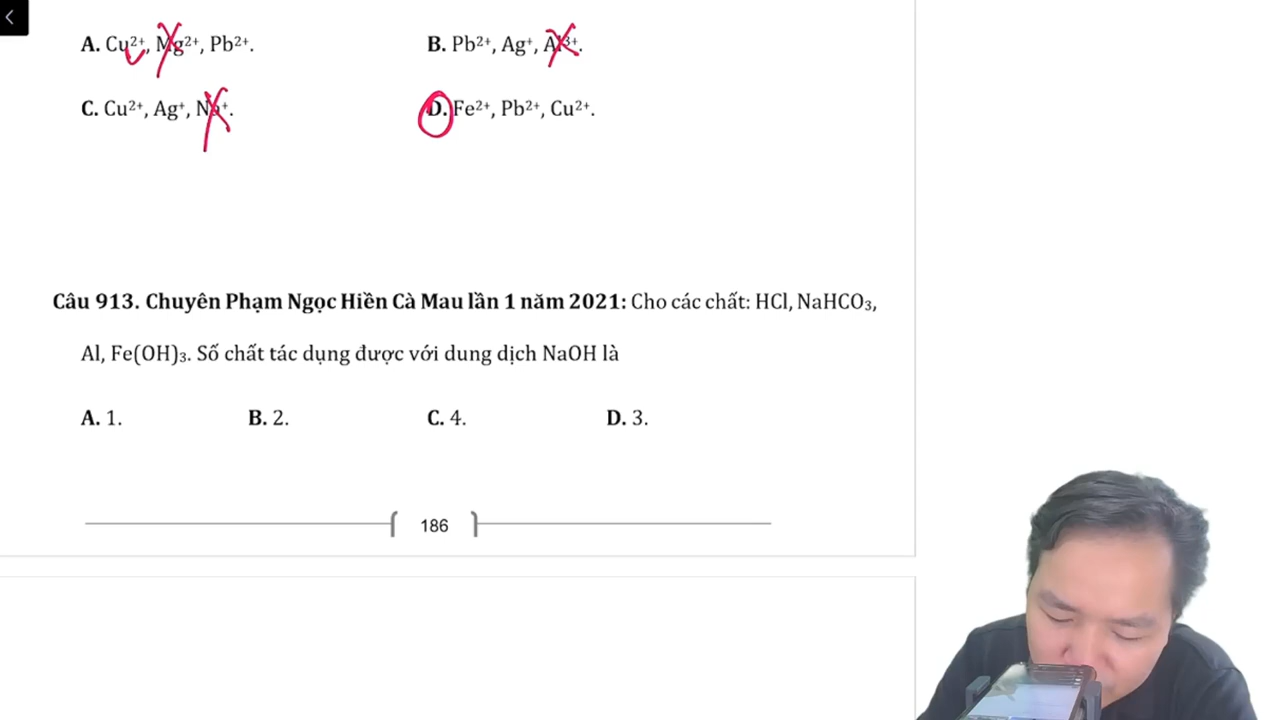 A. Cu²⁺, Mg²⁺, Pb²⁺. B. Pb²⁺, Ag⁺, Al³⁺.
C. Cu²⁺, Ag⁺, Na⁺. D. Fe²⁺, Pb²⁺, Cu²⁺.
Câu 913. Chuyên Phạm Ngọc Hiền Cà Mau lần 1 năm 2021: Cho các chất: HCl, NaHCO₃,
Al, Fe(OH)₃. Số chất tác dụng được với dung dịch NaOH là
A. 1. B. 2. C. 4. D. 3.
186